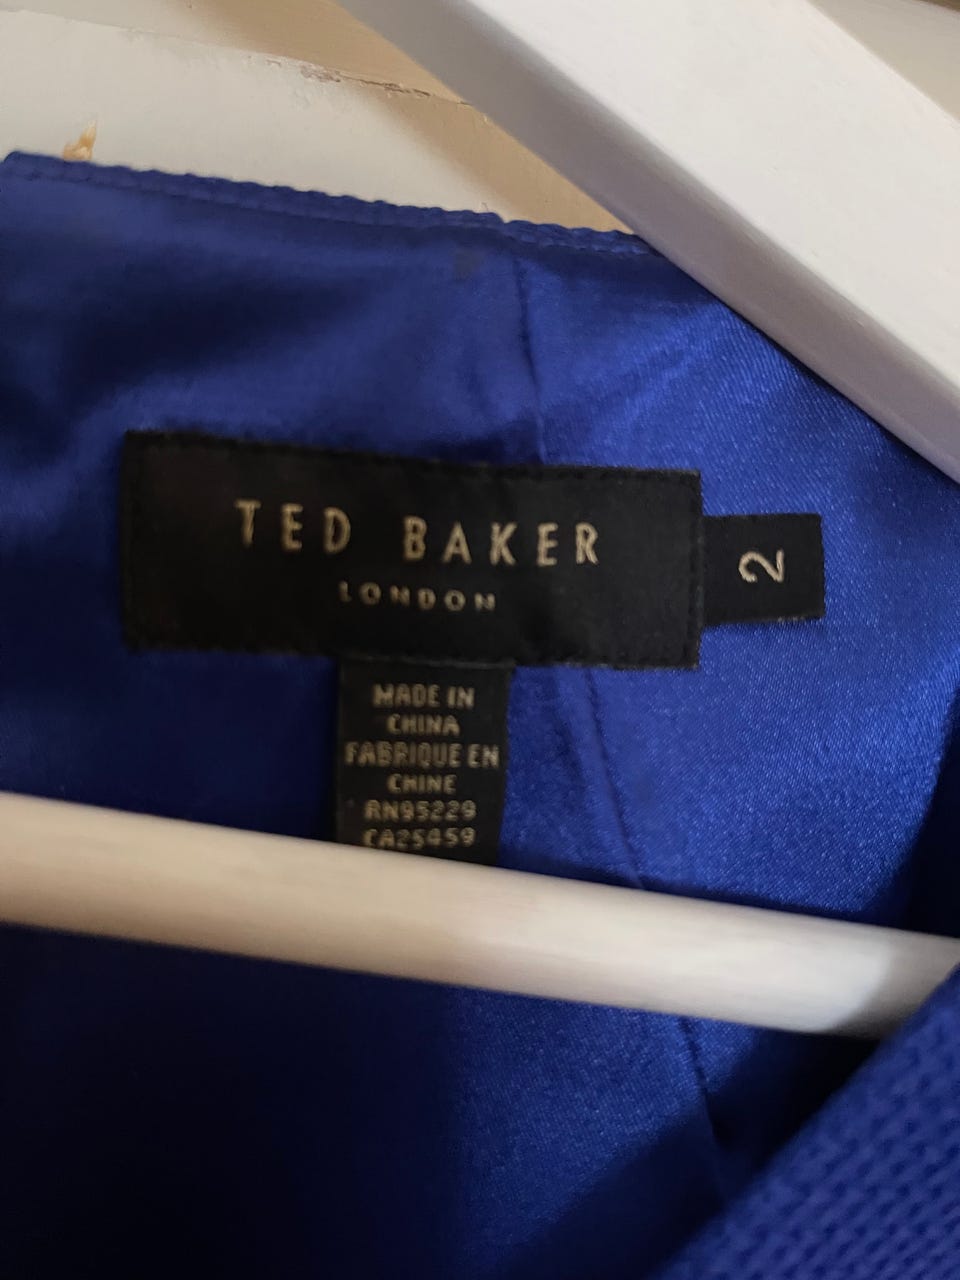 TED BAKER
LONDON
2
MADE IN
CHINA
FABRIQUE EN
CHINE
RN95229
CA25459